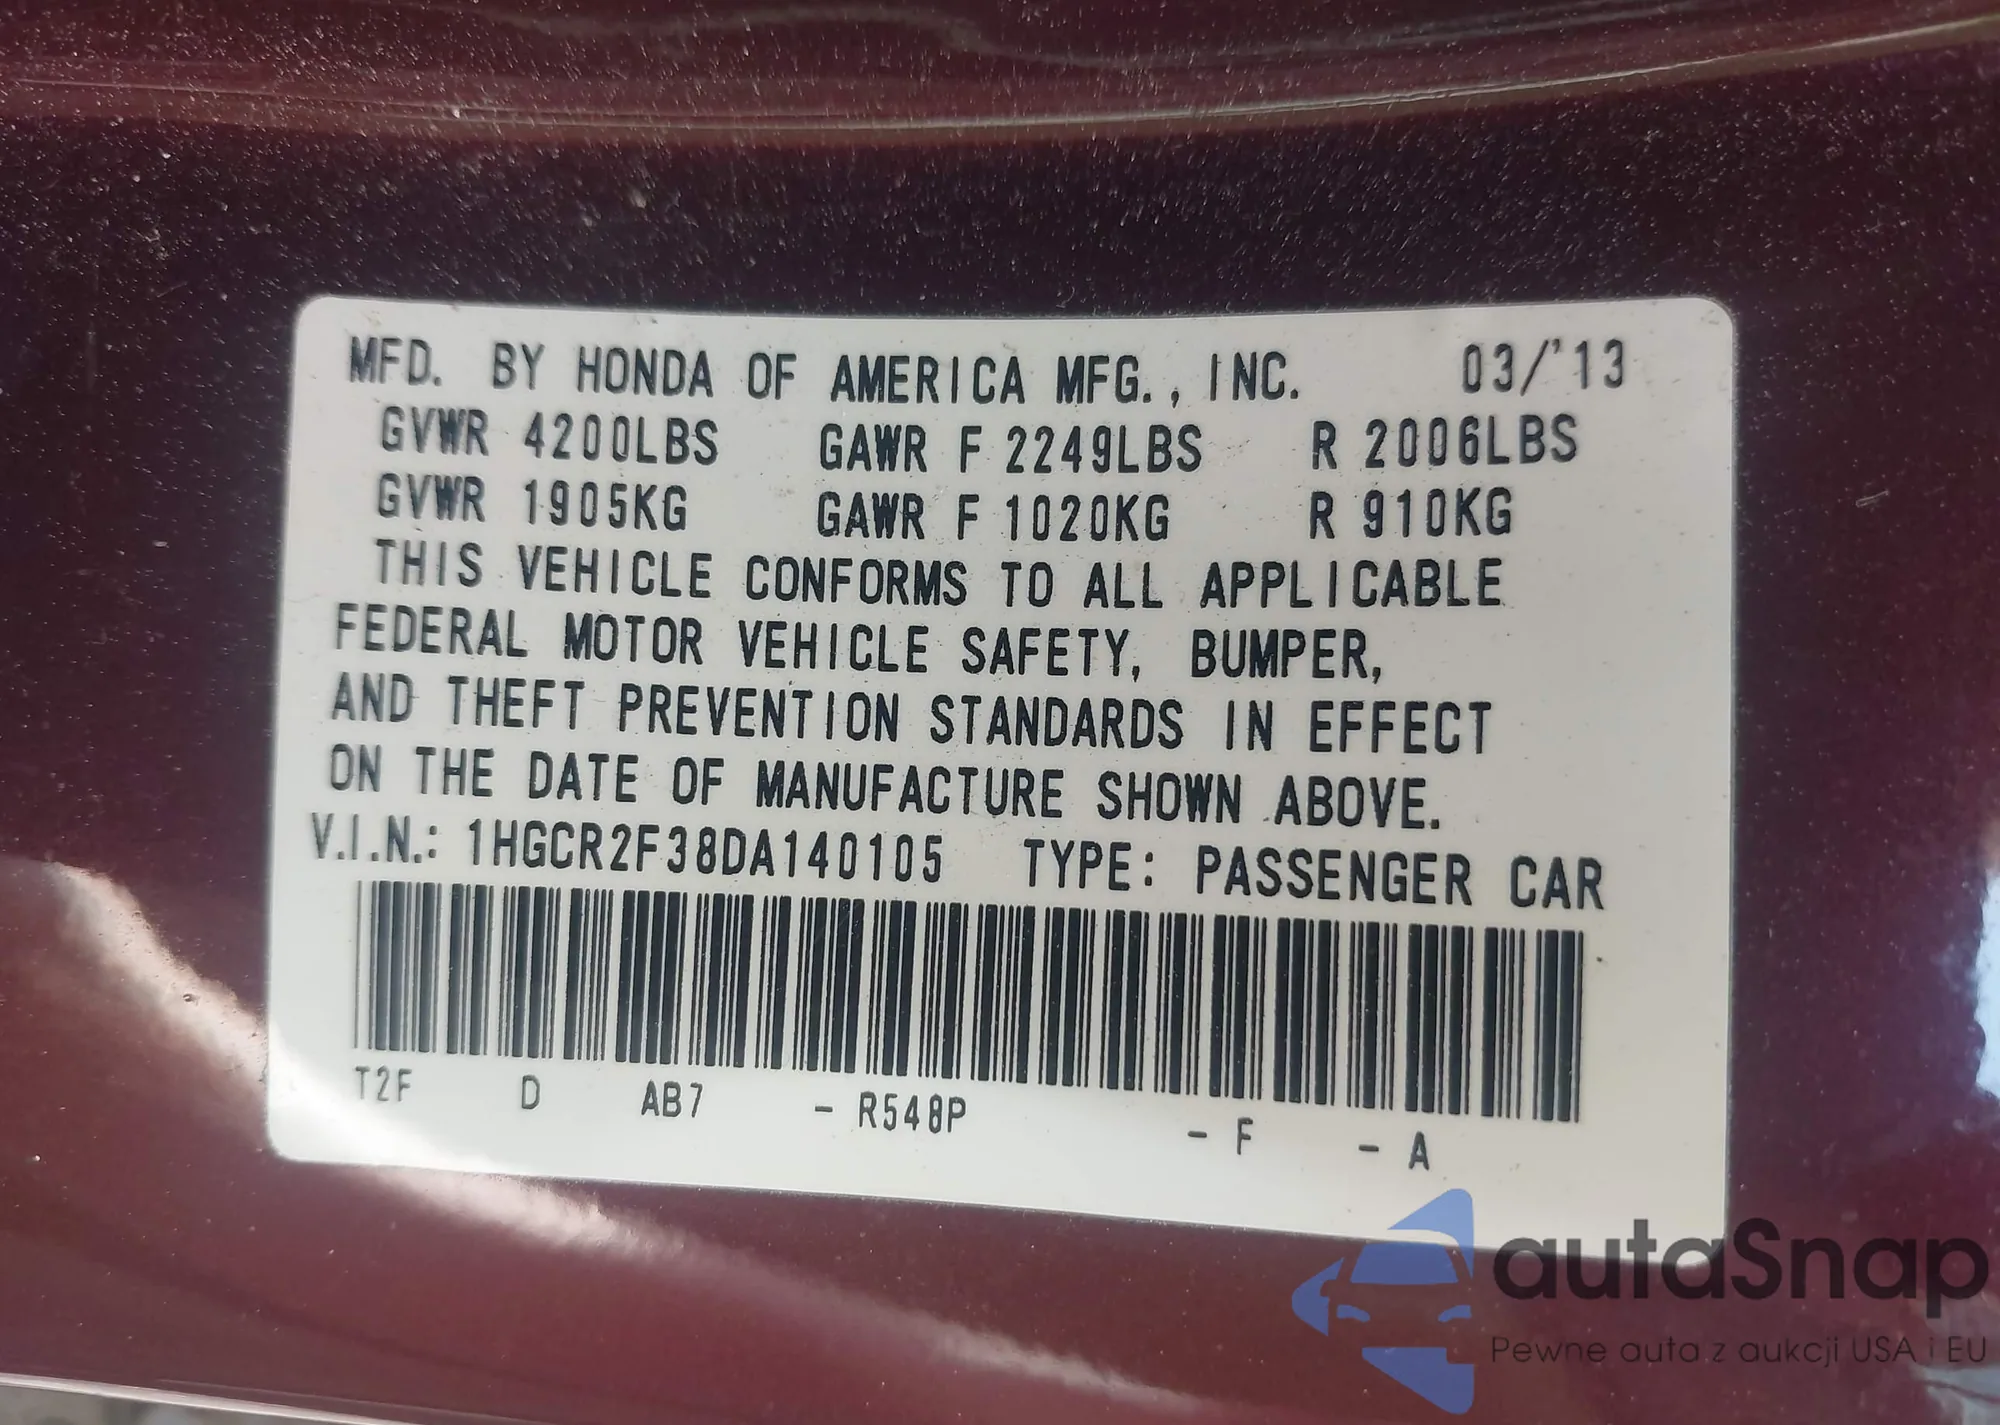 MFD. BY HONDA OF AMERICA MFG., INC. 03/'13
GVWR 4200LBS GAWR F 2249LBS R 2006LBS
GVWR 1905KG GAWR F 1020KG R 910KG
THIS VEHICLE CONFORMS TO ALL APPLICABLE
FEDERAL MOTOR VEHICLE SAFETY, BUMPER,
AND THEFT PREVENTION STANDARDS IN EFFECT
ON THE DATE OF MANUFACTURE SHOWN ABOVE.
V.I.N.: 1HGCR2F38DA140105 TYPE: PASSENGER CAR
T2F D AB7 - R548P - F - A
autaSnap
Pewne auta z aukcji USA i EU